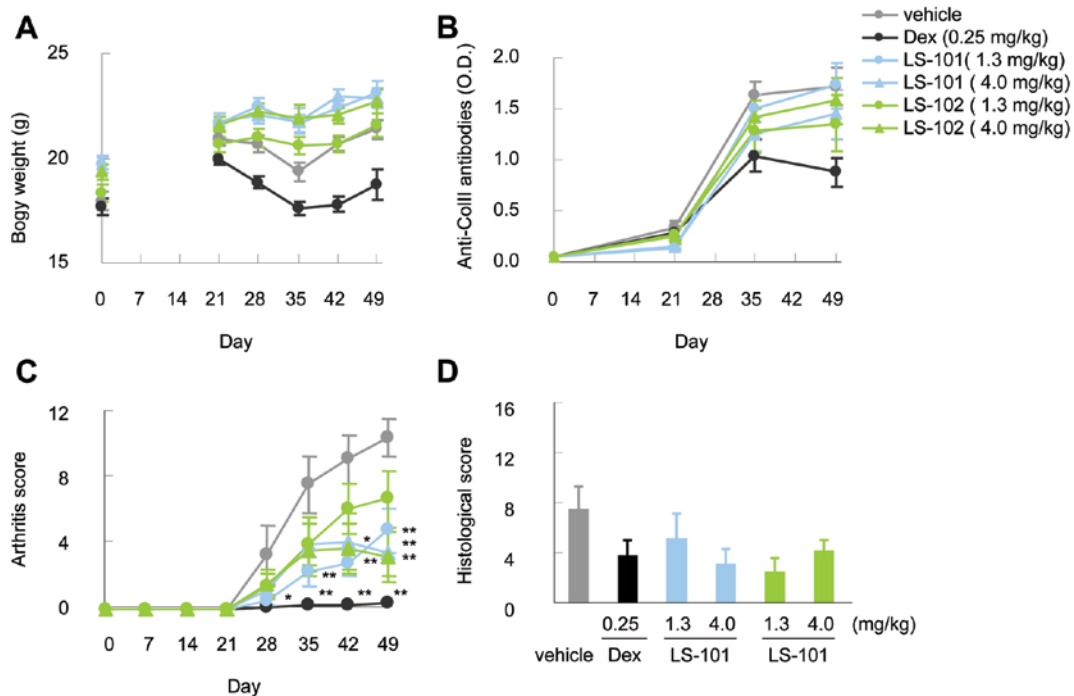 A
B
vehicle
Dex (0.25 mg/kg)
LS-101( 1.3 mg/kg)
LS-101 ( 4.0 mg/kg)
LS-102 ( 1.3 mg/kg)
LS-102 ( 4.0 mg/kg)
Bogy weight (g)
25
20
15
0 7 14 21 28 35 42 49
Day
Anti-ColII antibodies (O.D.)
2.0
1.5
1.0
0.5
0.0
0 7 14 21 28 35 42 49
Day
C
D
Arthritis score
12
8
4
0
* ** ** * ** ** ** ** ** **
0 7 14 21 28 35 42 49
Day
Histological score
16
12
8
4
0
0.25 1.3 4.0 1.3 4.0 (mg/kg)
vehicle Dex LS-101 LS-101